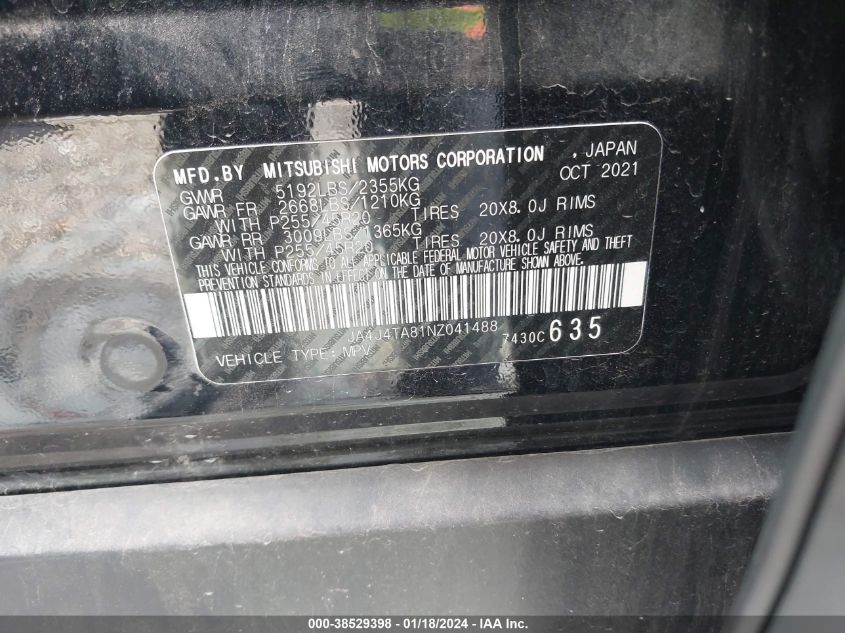 MFD.BY MITSUBISHI MOTORS CORPORATION , JAPAN
GVWR 5192LBS/2355KG OCT 2021
GAWR FR 2668LBS/1210KG
WITH P255/45R20 TIRES 20X8.0J RIMS
GAWR RR 3009LBS/1365KG
WITH P255/45R20 TIRES 20X8.0J RIMS
THIS VEHICLE CONFORMS TO ALL APPLICABLE FEDERAL MOTOR VEHICLE SAFETY AND THEFT
PREVENTION STANDARDS IN EFFECT ON THE DATE OF MANUFACTURE SHOWN ABOVE.
JA4J4TA81NZ041488
VEHICLE TYPE: MPV 7430C 635
000-38529398 - 01/18/2024 - IAAI.com